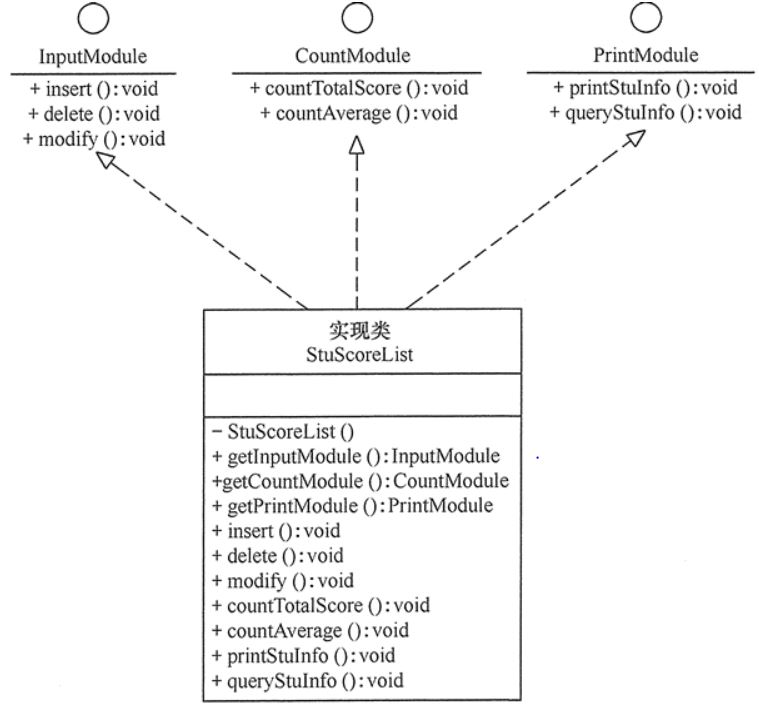 InputModule
+ insert ():void
+ delete ():void
+ modify ():void
CountModule
+ countTotalScore ():void
+ countAverage ():void
PrintModule
+ printStuInfo ():void
+ queryStuInfo ():void
实现类
StuScoreList
- StuScoreList ()
+ getInputModule ():InputModule
+getCountModule ():CountModule
+ getPrintModule ():PrintModule
+ insert ():void
+ delete ():void
+ modify ():void
+ countTotalScore ():void
+ countAverage ():void
+ printStuInfo ():void
+ queryStuInfo ():void